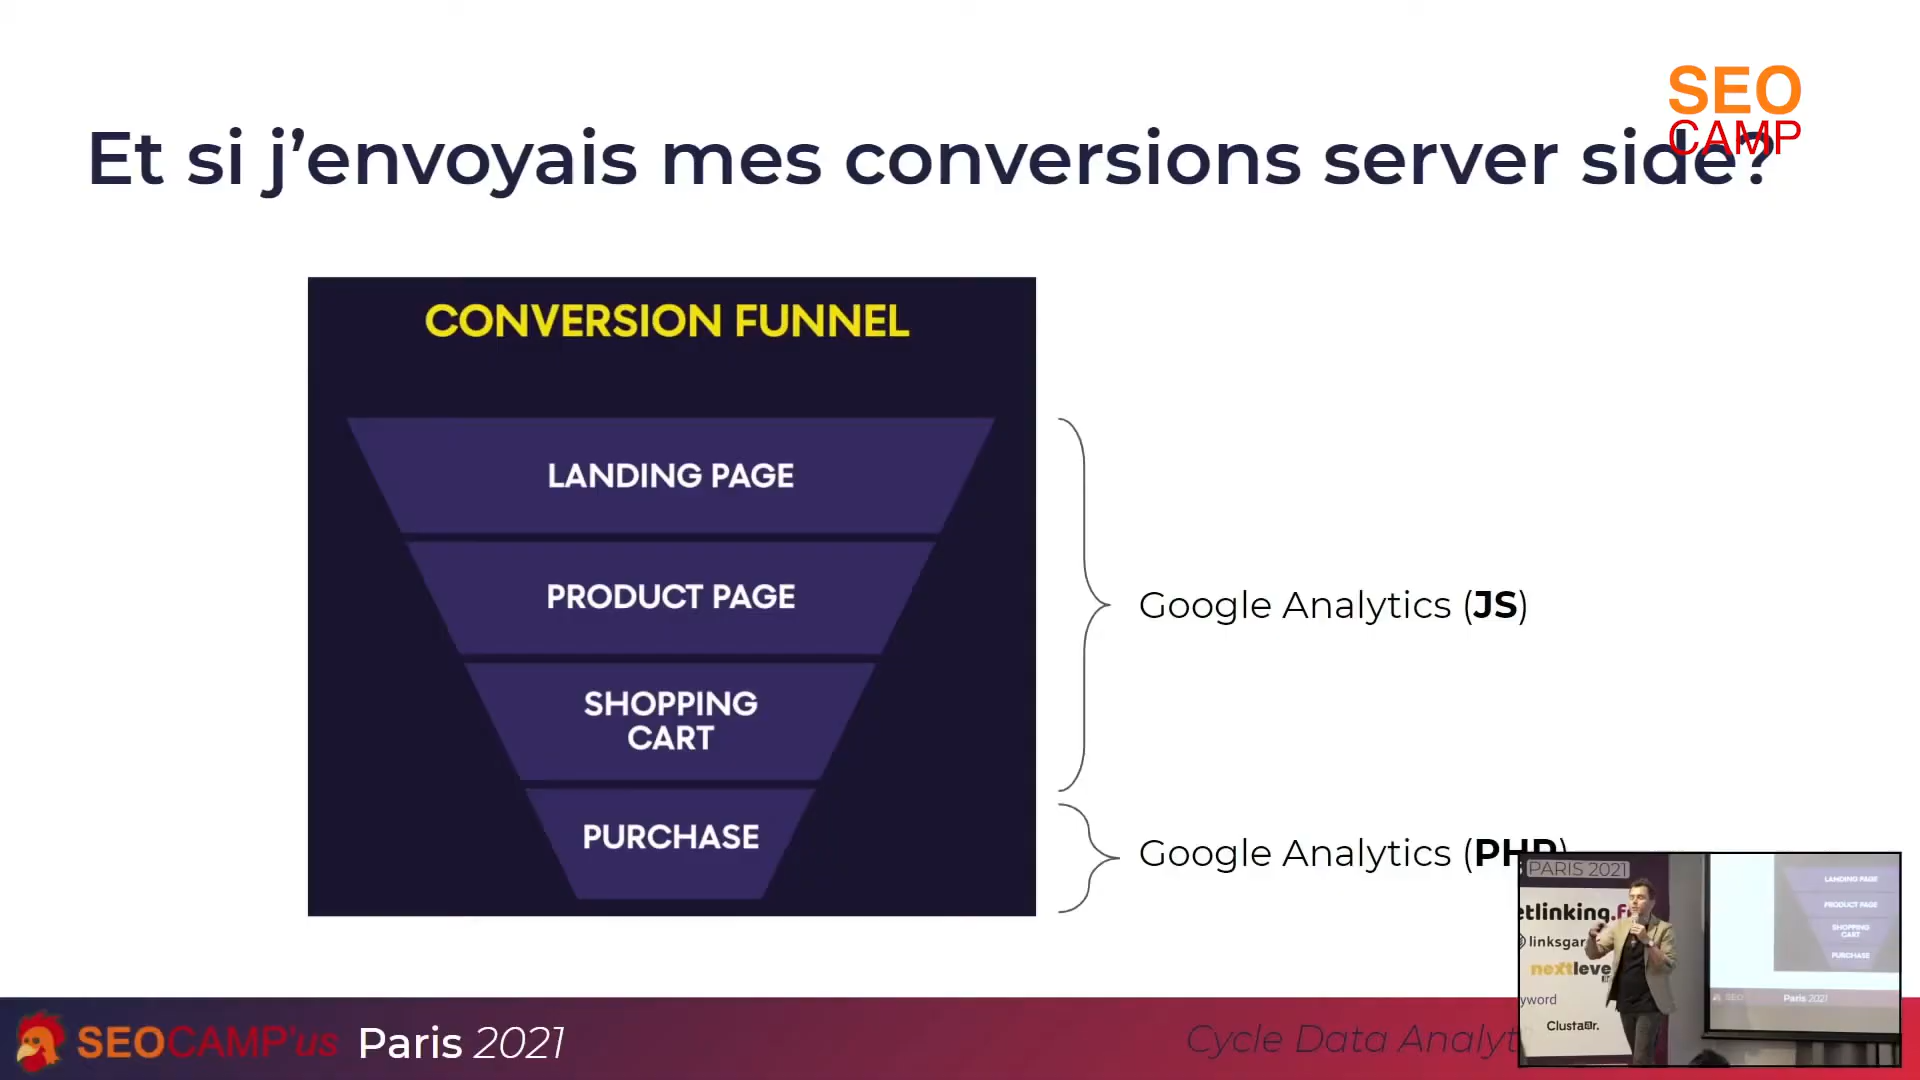 SEO
CAMP
Et si j’envoyais mes conversions server side?
CONVERSION FUNNEL
LANDING PAGE
PRODUCT PAGE
SHOPPING
CART
PURCHASE
Google Analytics (JS)
Google Analytics (PHP)
PARIS 2021
etlinking.f
linksgar
nextleve
yword
Clustaar.
LANDING PAGE
PRODUCT PAGE
SHOPPING
CART
PURCHASE
SEO
Paris 2021
SEOCAMP'us Paris 2021
Cycle Data Analyt